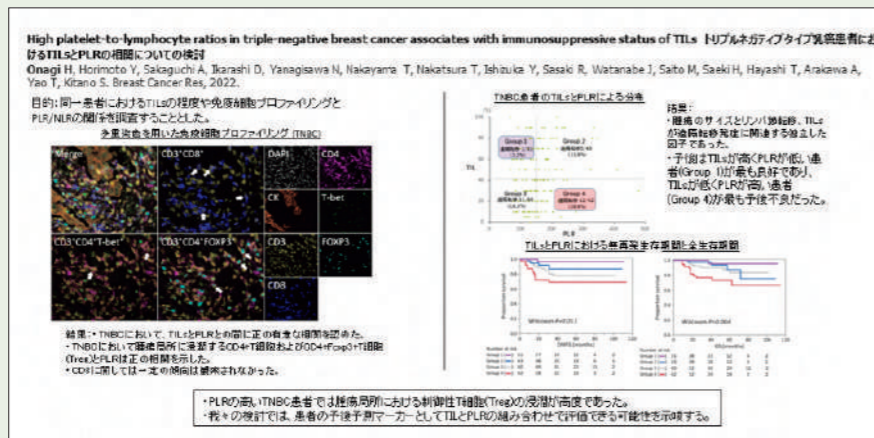 High platelet-to-lymphocyte ratios in triple-negative breast cancer associates with immunosuppressive status of TILs トリプルネガティブタイプ乳癌患者にお
けるTILsとPLRの相関についての検討
Onagi H, Horimoto Y, Sakaguchi A, Ikarashi D, Yanagisawa N, Nakayama T, Nakatsura T, Ishizuka Y, Sasaki R, Watanabe J, Saito M, Saeki H, Hayashi T, Arakawa A,
Yao T, Kitano S. Breast Cancer Res, 2022.
目的:同一患者におけるTILsの程度や免疫細胞プロファイリングと
PLR/NLRの関係を調査することとした。
多重染色を用いた免疫細胞プロファイリング (TNBC)
Merge
CD3⁺CD8⁺
DAPI
CD4
CK
T-bet
CD3⁺CD4⁺T-bet⁺
CD3⁺CD4⁺FOXP3⁺
CD3
FOXP3
CD8
結果:・TNBCにおいて、TILsとPLRとの間に正の有意な相関を認めた。
・TNBCにおいて腫瘍局所に浸潤するCD4+T細胞およびCD4+Foxp3+T細胞
(Treg)とPLRは正の相関を示した。
・CD8に関しては一定の傾向は観察されなかった。
TNBC患者のTILsとPLRによる分布
TIL
Group 1
Group 2
Group 3
Group 4
PLR
結果:
・腫瘍のサイズとリンパ節転移、TILs
が遠隔転移発症に関連する独立した
因子であった。
・予後はTILsが高くPLRが低い患
者(Group 1)が最も良好であり、
TILsが低くPLRが高い患者
(Group 4)が最も予後不良だった。
TILsとPLRにおける無再発生存期間と全生存期間
Proportion survival
Proportion survival
Number at risk
Number at risk
Group 1
Group 2
Group 3
Group 4
・PLRの高いTNBC患者では腫瘍局所における制御性T細胞(Treg)の浸潤が高度であった。
・我々の検討では、患者の予後予測マーカーとしてTILとPLRの組み合わせで評価できる可能性を示唆する。